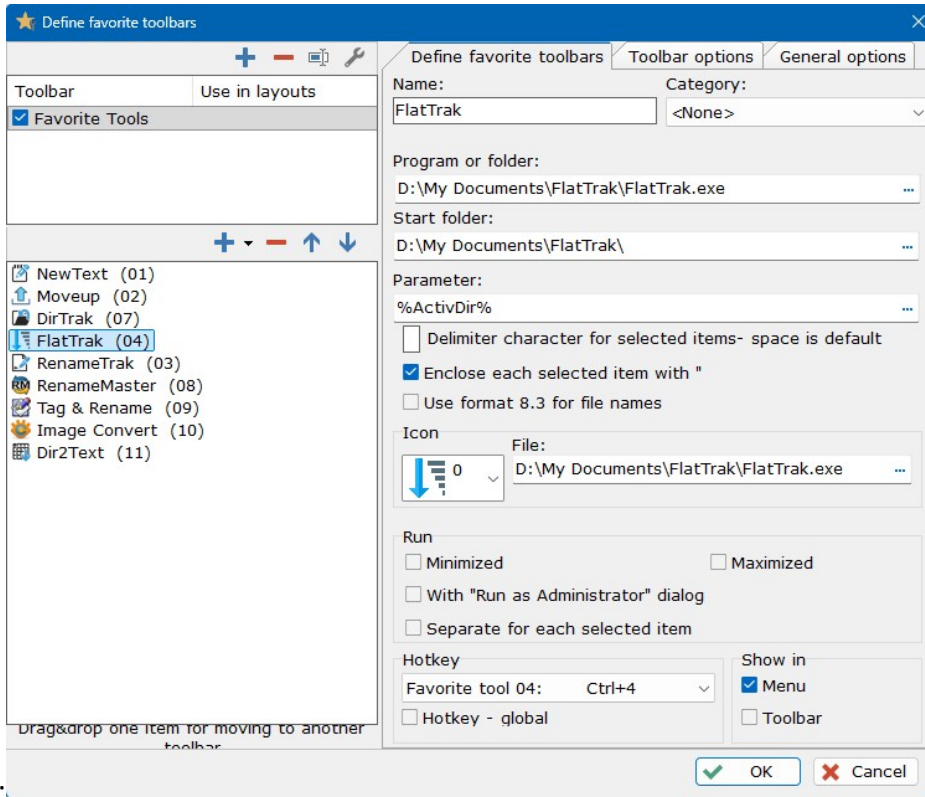 Define favorite toolbars
Define favorite toolbars Toolbar options General options
Toolbar Use in layouts
Favorite Tools
NewText (01)
Moveup (02)
DirTrak (07)
FlatTrak (04)
RenameTrak (03)
RenameMaster (08)
Tag & Rename (09)
Image Convert (10)
Dir2Text (11)
Drag&drop one item for moving to another
toolbar
Name: Category:
FlatTrak <None>
Program or folder:
D:\My Documents\FlatTrak\FlatTrak.exe ...
Start folder:
D:\My Documents\FlatTrak\ ...
Parameter:
%ActivDir% ...
Delimiter character for selected items- space is default
Enclose each selected item with "
Use format 8.3 for file names
Icon
File:
0 D:\My Documents\FlatTrak\FlatTrak.exe ...
Run
Minimized Maximized
With "Run as Administrator" dialog
Separate for each selected item
Hotkey Show in
Favorite tool 04: Ctrl+4 Menu
Hotkey - global Toolbar
OK Cancel